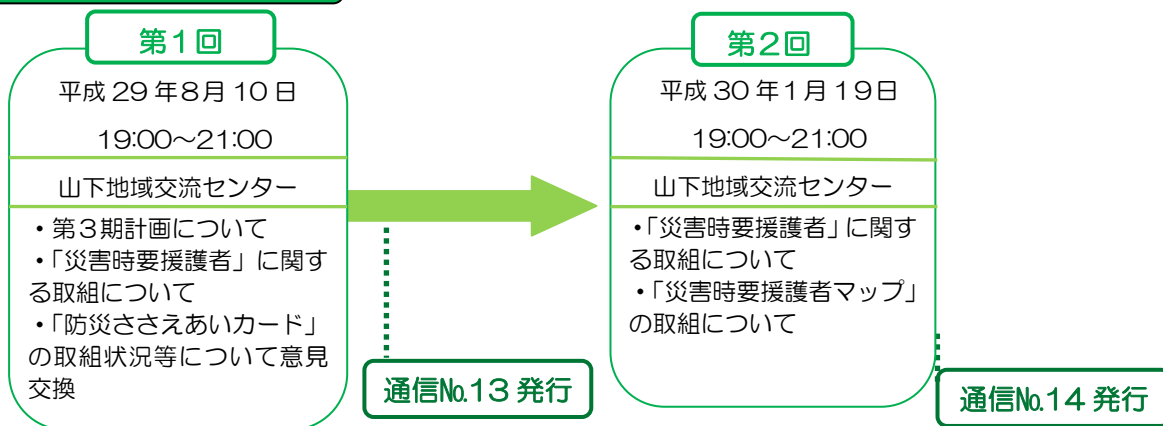 第1回
平成29年8月10日
19:00～21:00
山下地域交流センター
・第3期計画について
・「災害時要援護者」に関す
る取組について
・「防災ささえあいカード」
の取組状況等について意見
交換
通信№13発行
第2回
平成30年1月19日
19:00～21:00
山下地域交流センター
・「災害時要援護者」に関す
る取組について
・「災害時要援護者マップ」
の取組について
通信№14発行